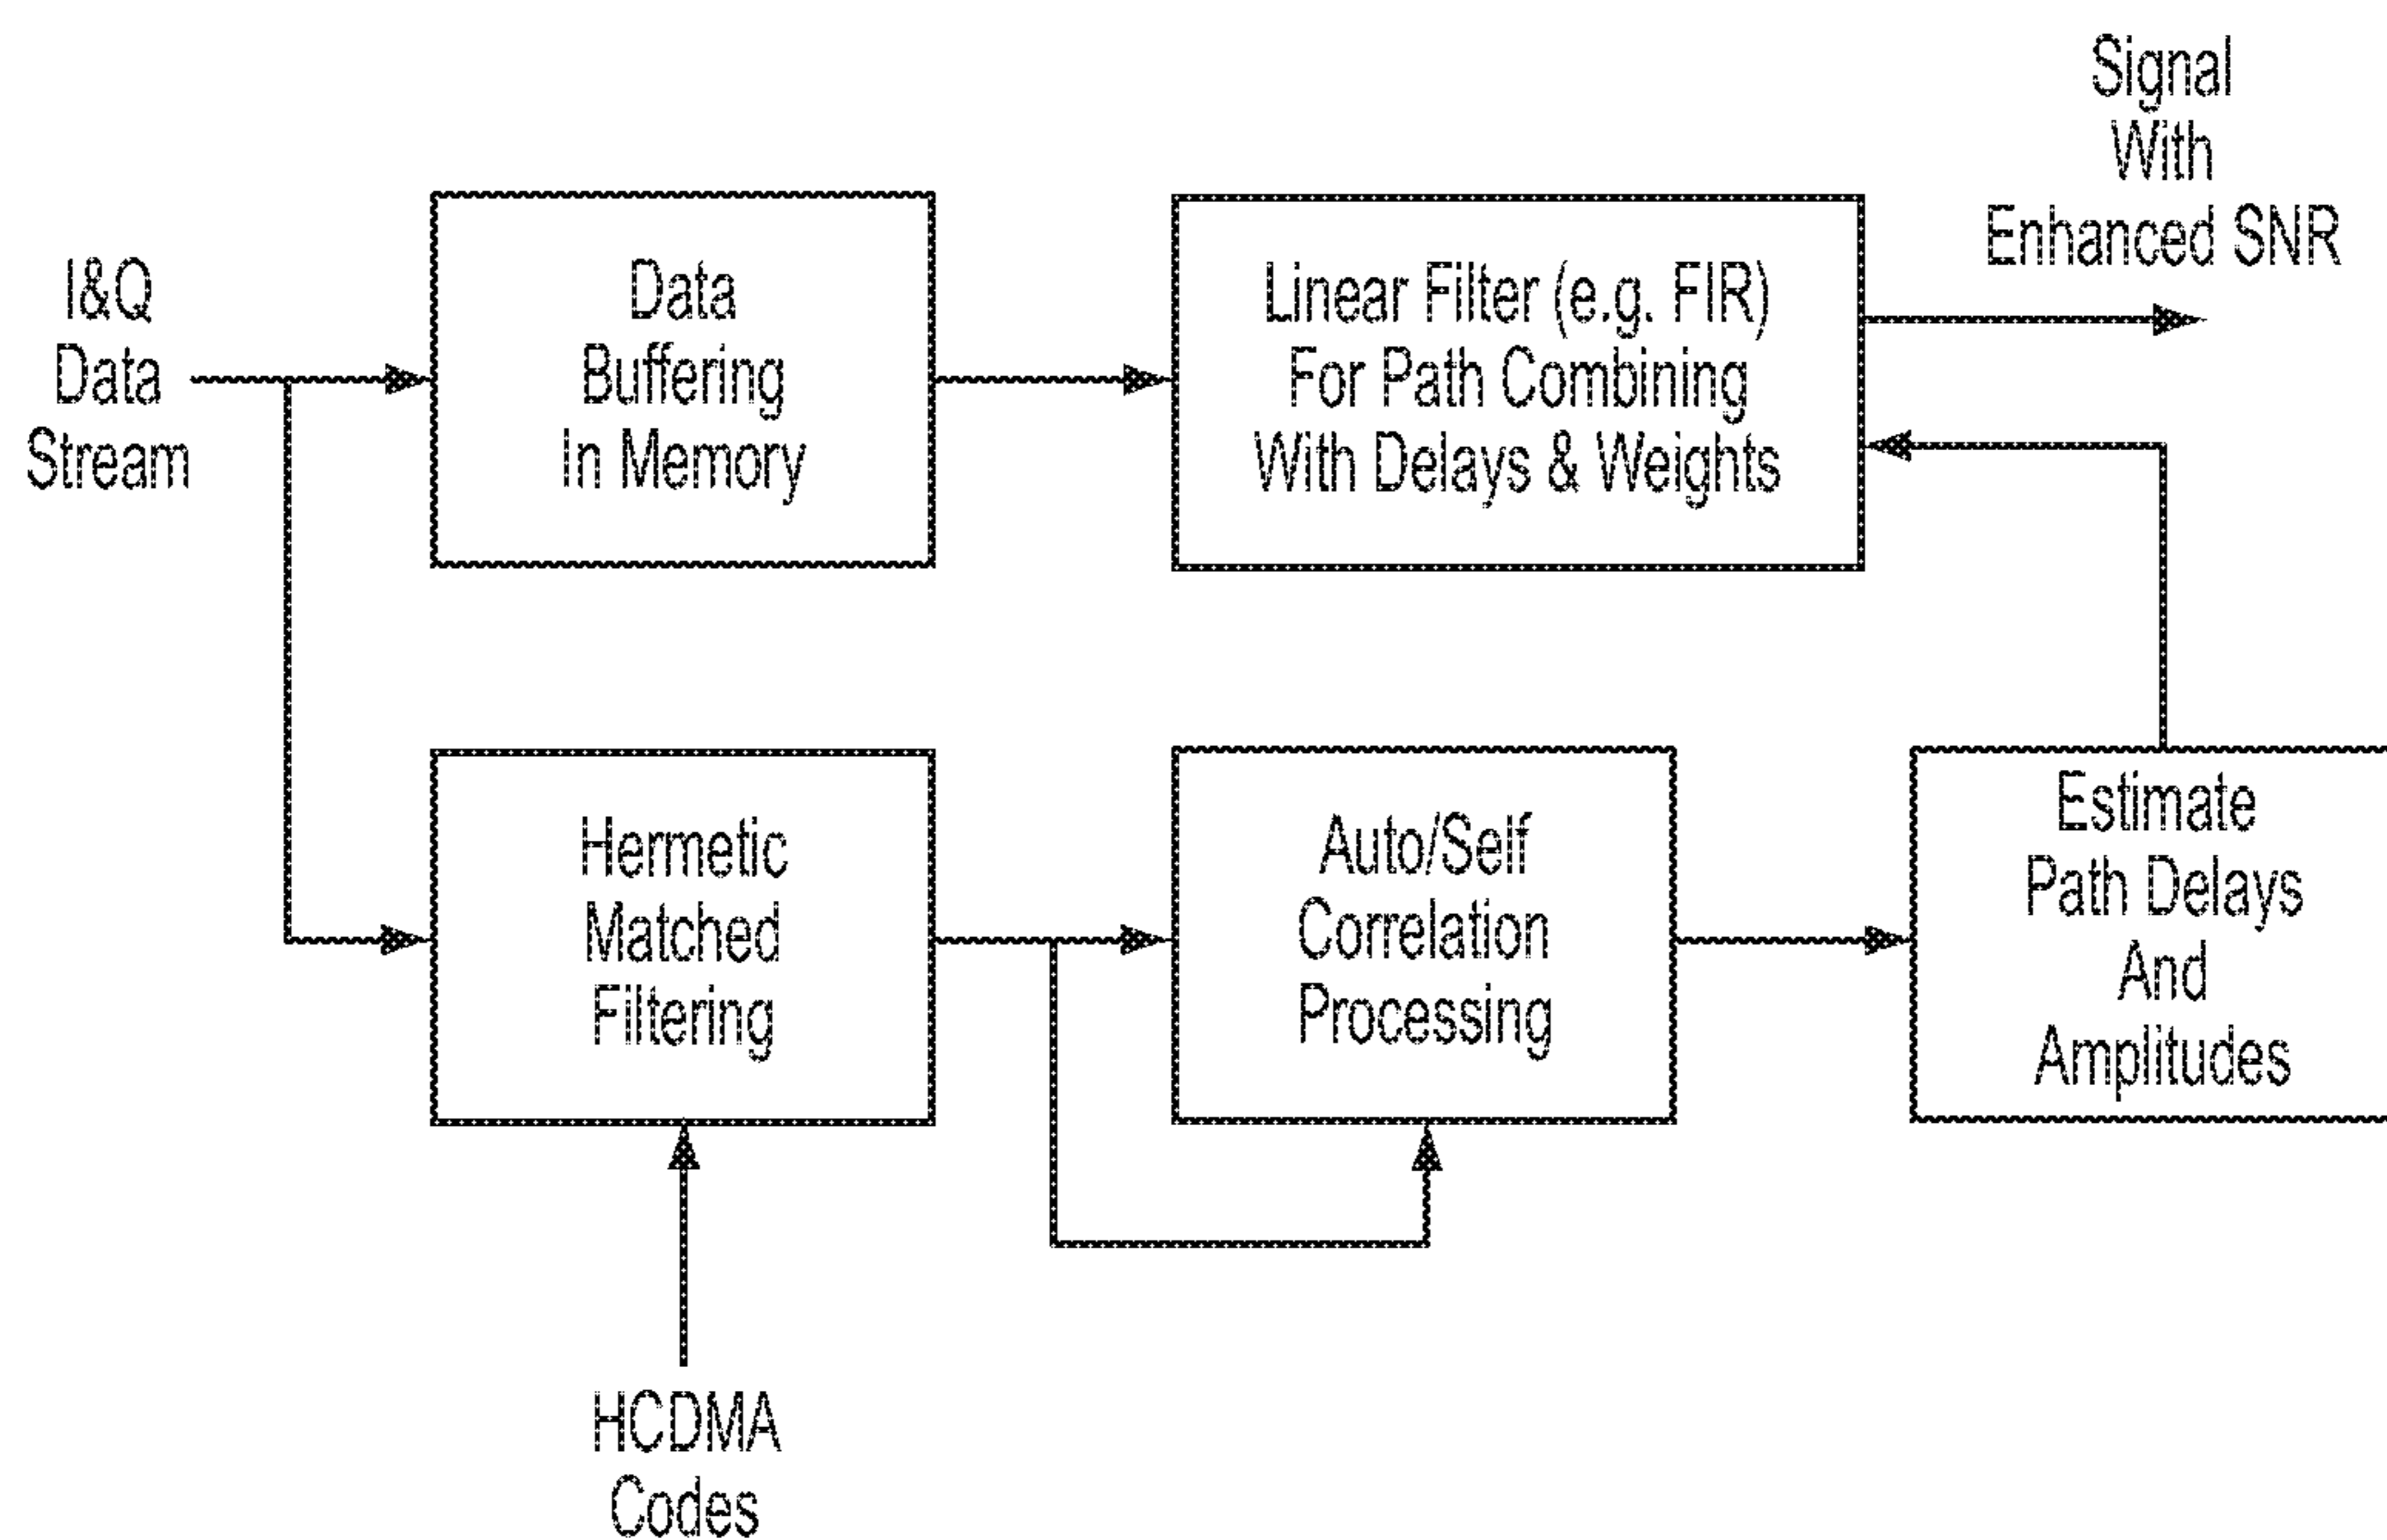 Signal
With
Enhanced SNR
I&Q
Data
Stream
Data
Buffering
In Memory
Linear Filter (e.g. FIR)
For Path Combining
With Delays & Weights
Hermetic
Matched
Filtering
Auto/Self
Correlation
Processing
Estimate
Path Delays
And
Amplitudes
HCDMA
Codes